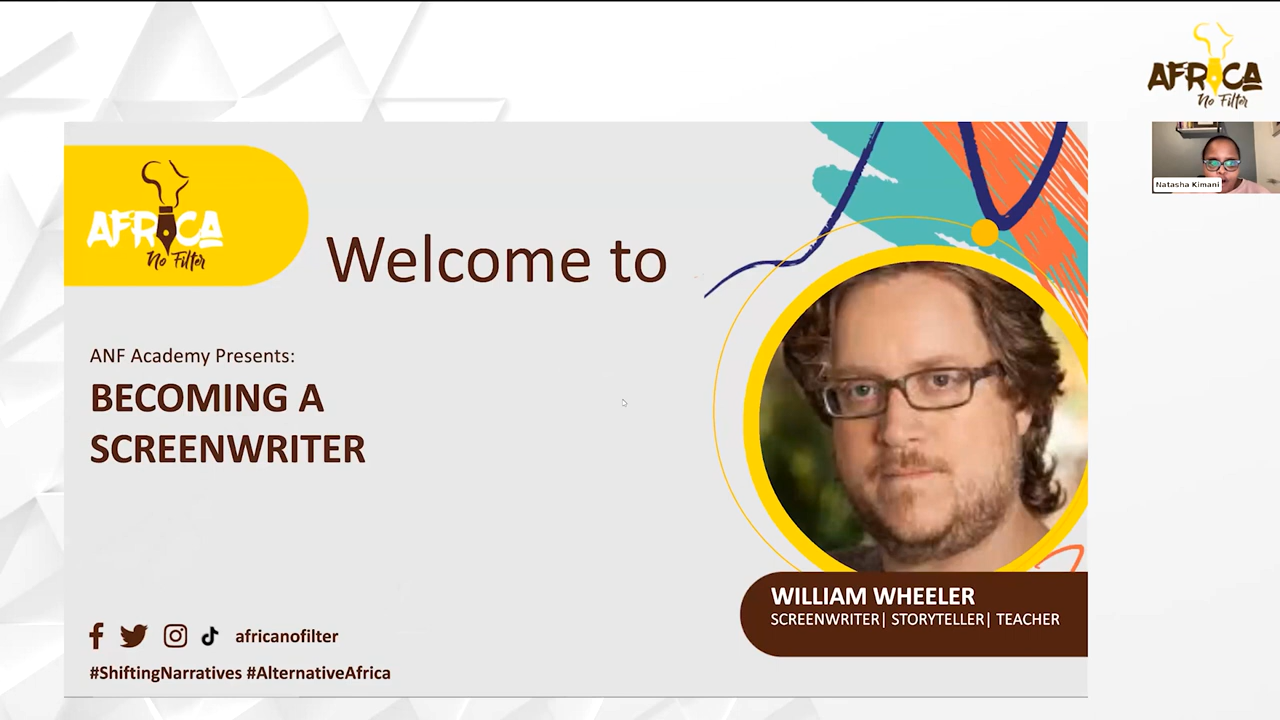 AFRICA
No Filter
Natasha Kimani
AFRICA
No Filter
Welcome to
ANF Academy Presents:
BECOMING A
SCREENWRITER
WILLIAM WHEELER
SCREENWRITER| STORYTELLER| TEACHER
africanofilter
#ShiftingNarratives #AlternativeAfrica